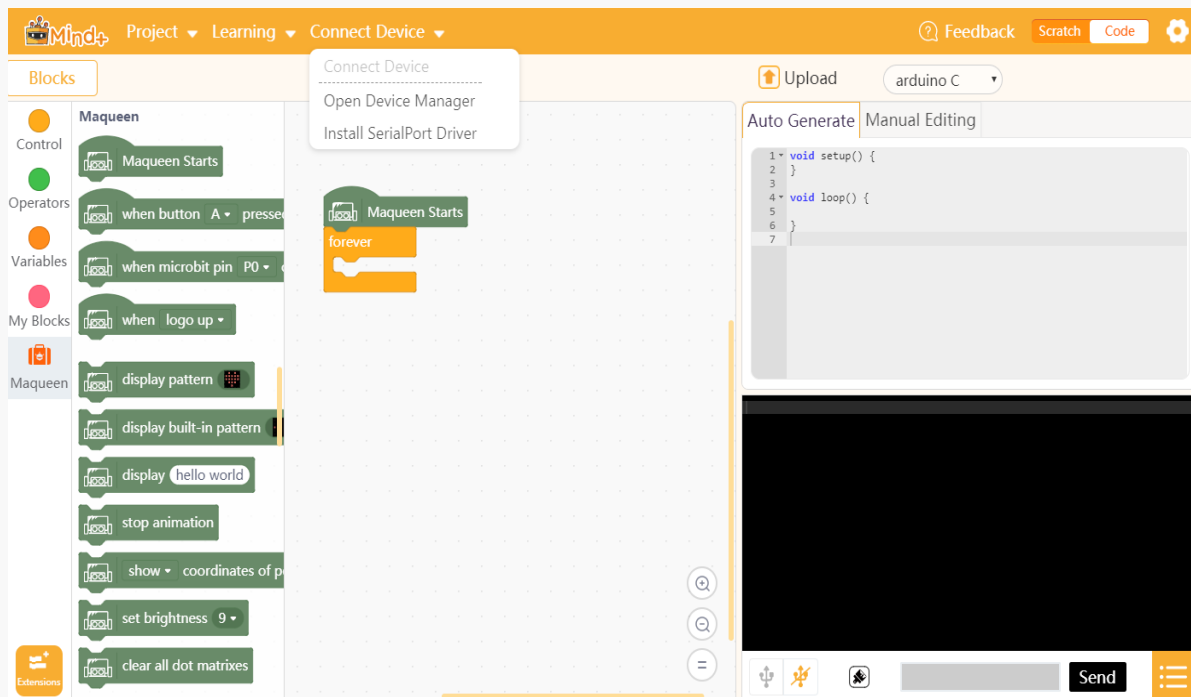 Mind+
Project
Learning
Connect Device
Feedback
Scratch
Code
Connect Device
Open Device Manager
Install SerialPort Driver
Blocks
Upload
arduino C
Control
Operators
Variables
My Blocks
Maqueen
Maqueen
Maqueen Starts
when button A pressed
when microbit pin P0
when logo up
display pattern
display built-in pattern
display hello world
stop animation
show coordinates of
set brightness 9
clear all dot matrixes
Extensions
Maqueen Starts
forever
Auto Generate
Manual Editing
1 void setup() {
2 }
3
4 void loop() {
5
6 }
7
Send